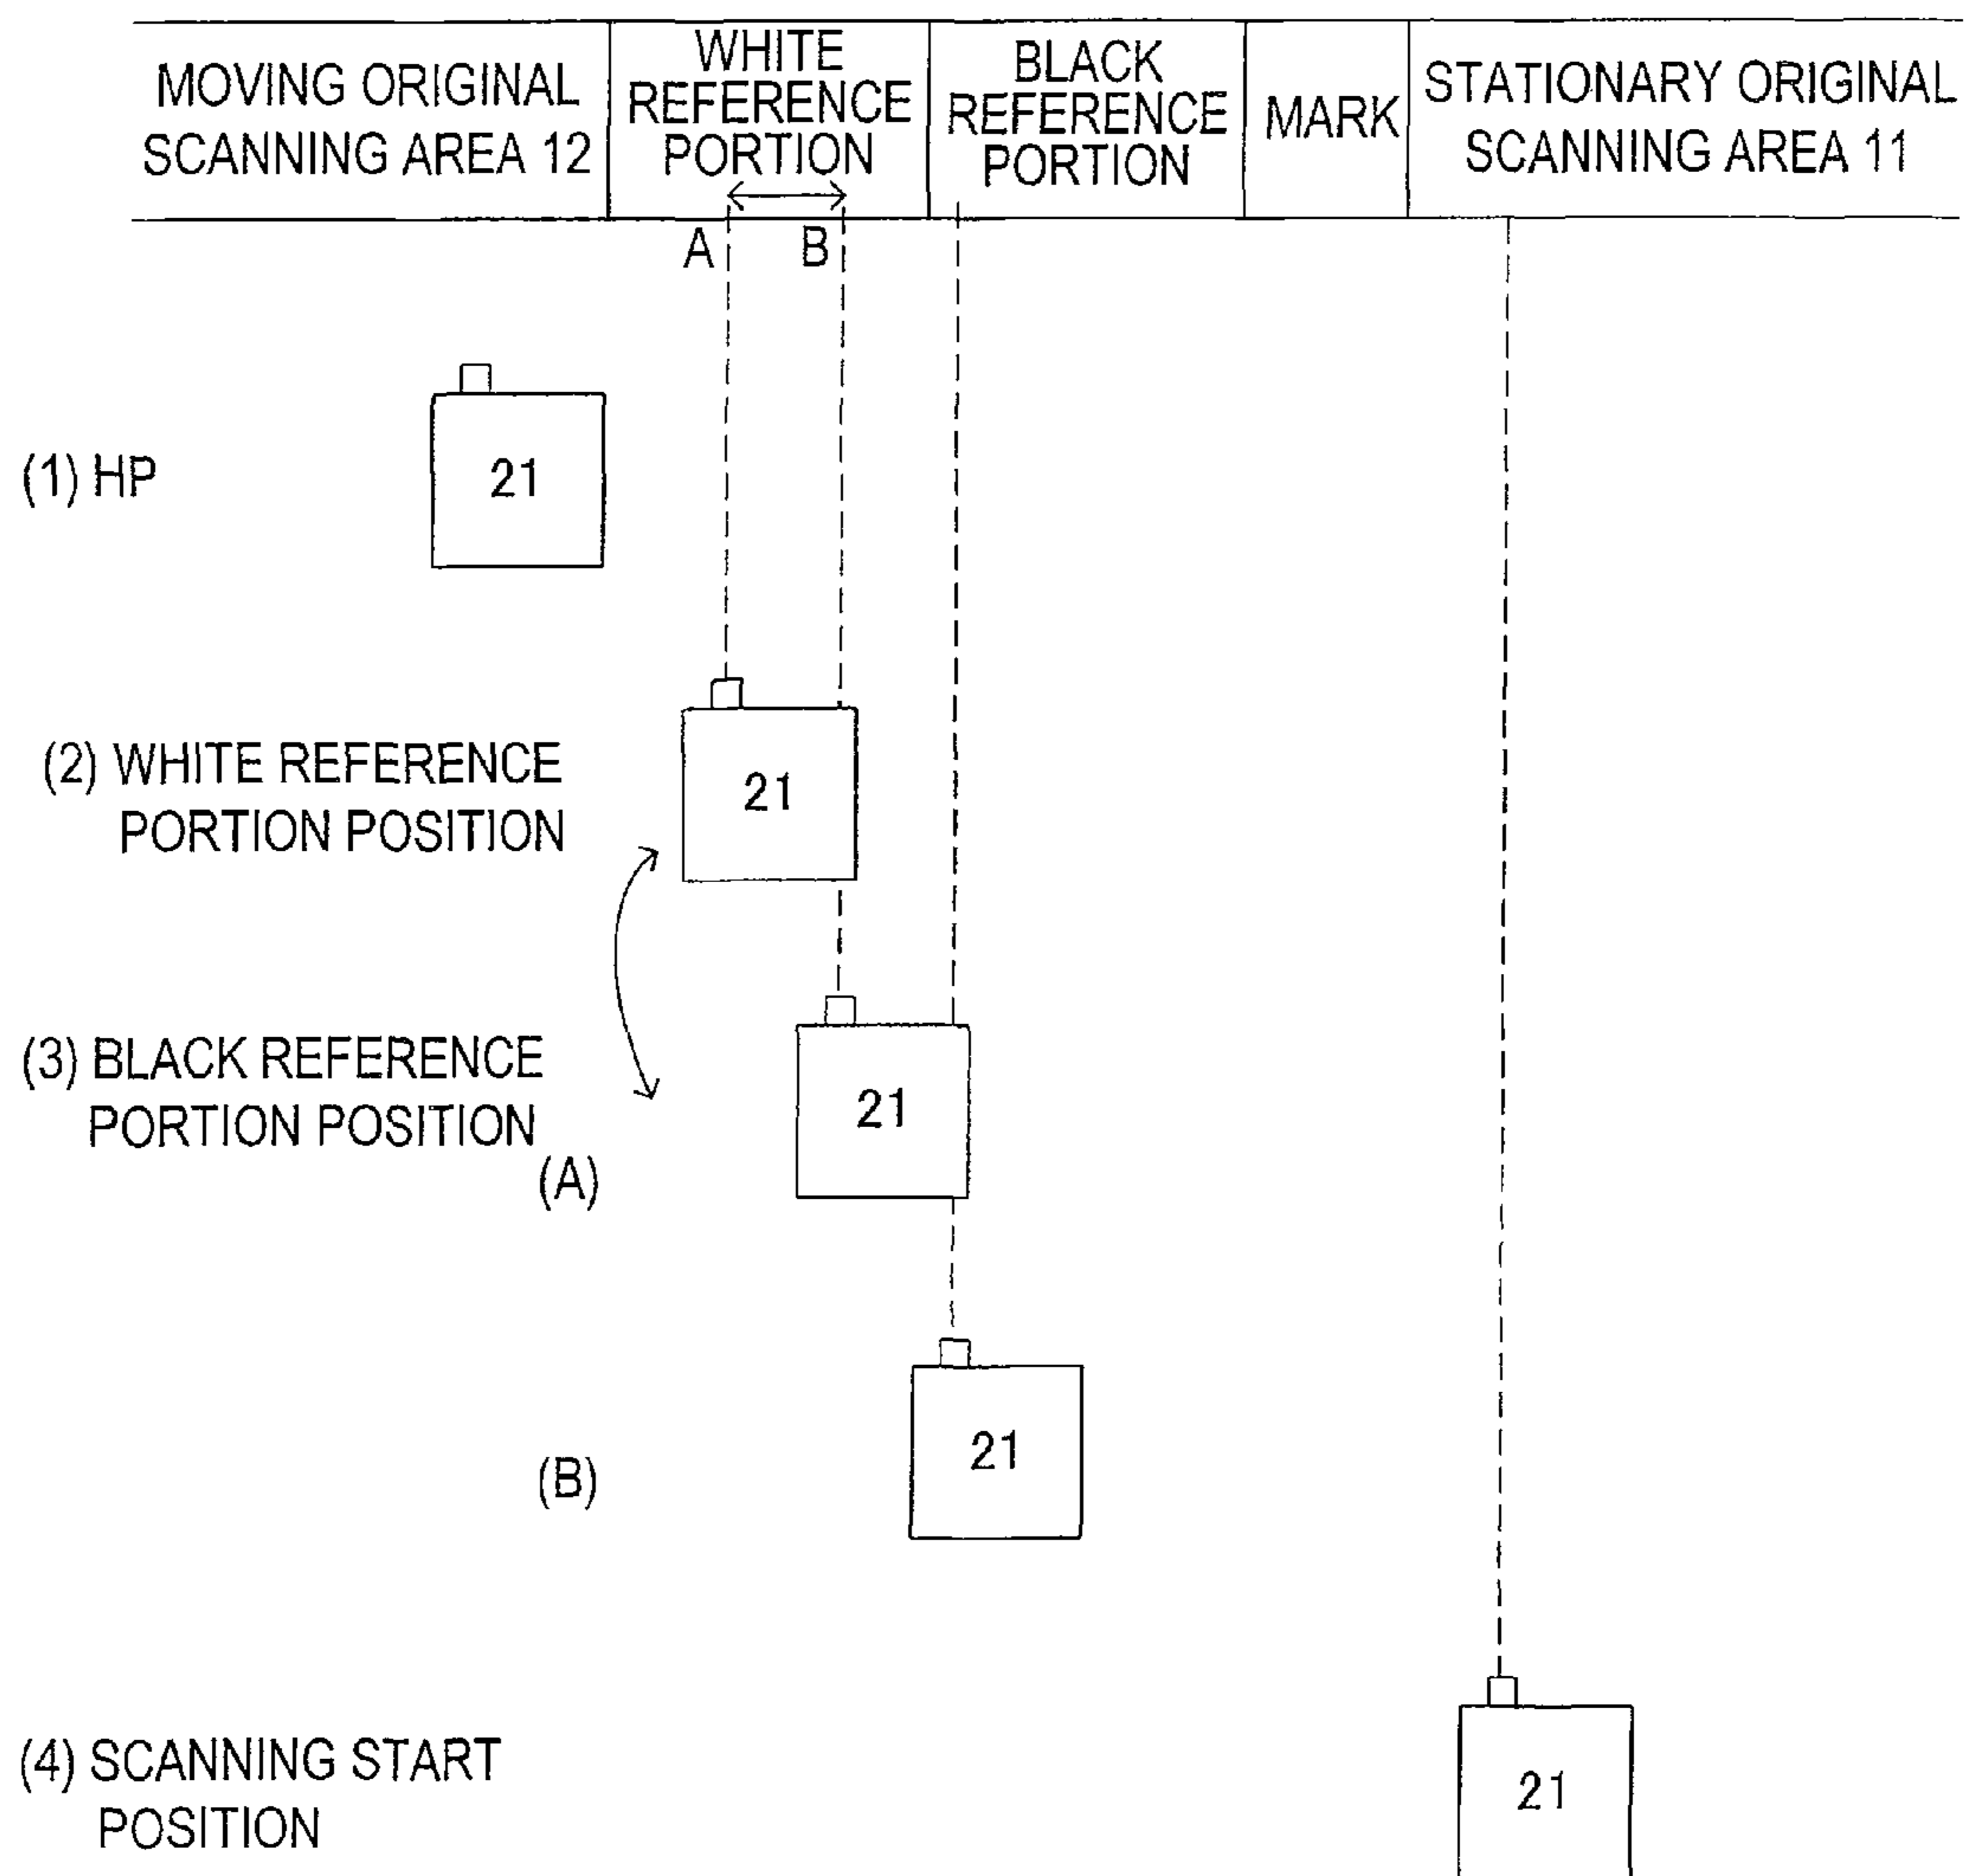 MOVING ORIGINAL
SCANNING AREA 12
WHITE
REFERENCE
PORTION
BLACK
REFERENCE
PORTION
MARK
STATIONARY ORIGINAL
SCANNING AREA 11
A
B
(1) HP
21
(2) WHITE REFERENCE
PORTION POSITION
21
(3) BLACK REFERENCE
PORTION POSITION
(A)
21
(B)
21
(4) SCANNING START
POSITION
21